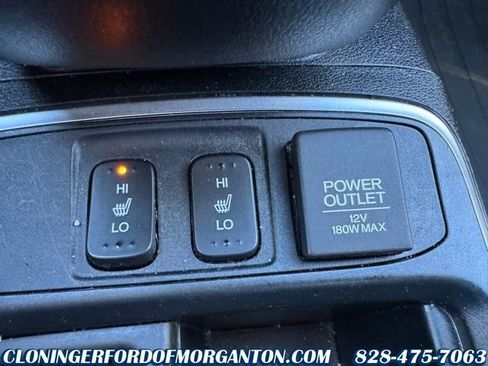 HI
LO
HI
LO
POWER
OUTLET
12V
180W MAX
CLONINGERFORDOFMORGANTON.COM 828-475-7063